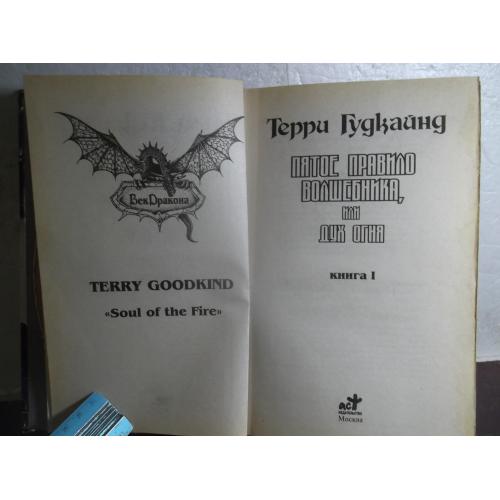 Век Дракона
TERRY GOODKIND
«Soul of the Fire»
Терри Гудкайнд
ПЯТОЕ ПРАВИЛО
ВОЛШЕБНИКА,
ИЛИ
ДУХ ОГНЯ
КНИГА I
аст
ИЗДАТЕЛЬСТВО
Москва